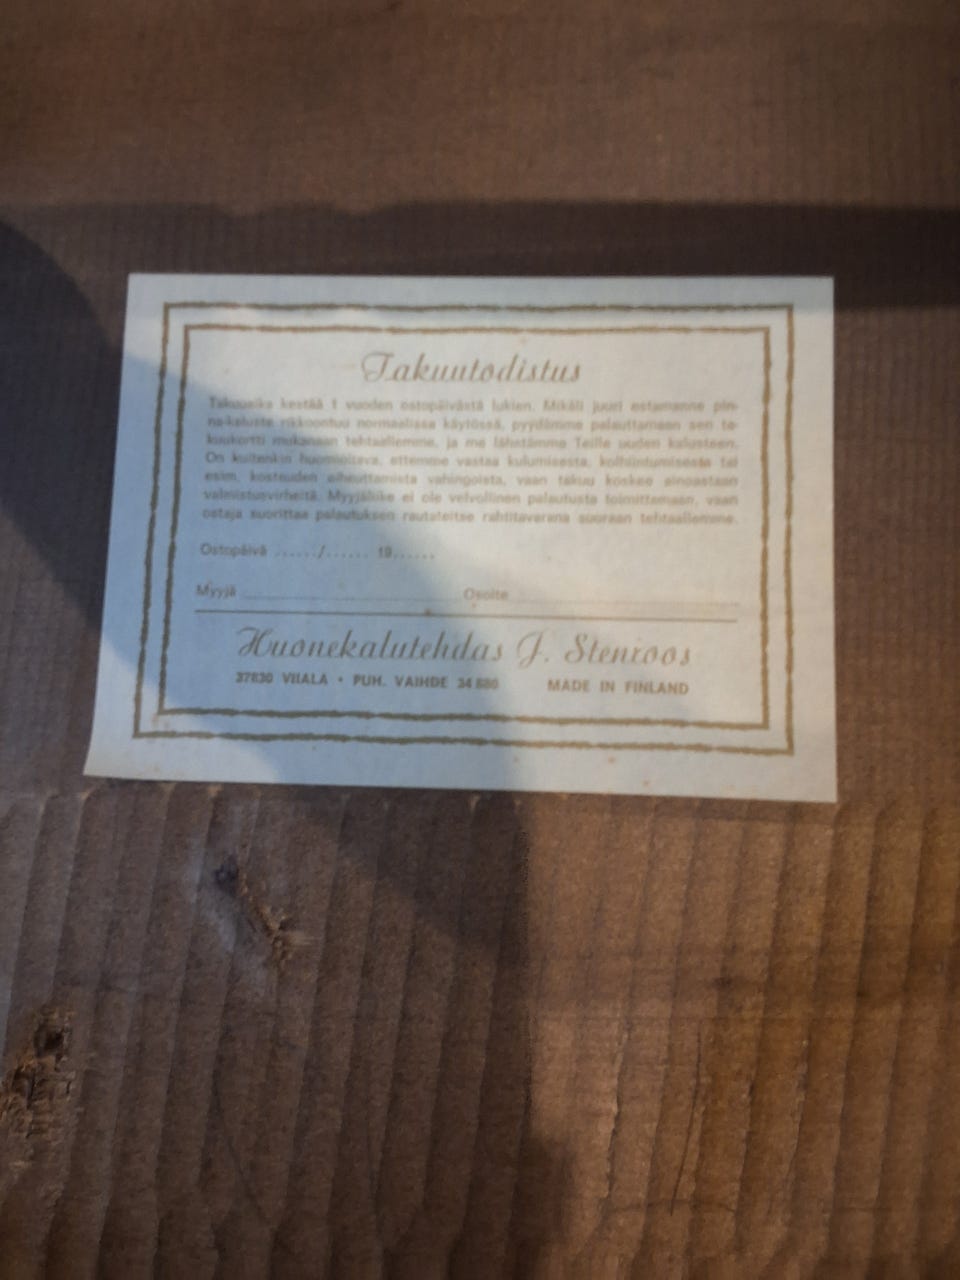 Takuutodistus
Takuuaika kestää 1 vuoden ostopäivästä lukien. Mikäli juuri ostamanne pin-
na-kaluste rikkoontuu normaalissa käytössä, pyydämme palauttamaan sen ta-
kuukortti mukanaan tehtaallemme, ja me lähetämme Teille uuden kalusteen.
On kuitenkin huomioitava, ettemme vastaa kulumisesta, kolhiintumisesta tai
esim. kosteuden aiheuttamista vahingoista, vaan takuu koskee ainoastaan
valmistusvirheitä. Myyjäliike ei ole velvollinen palautusta toimittamaan, vaan
ostaja suorittaa palautuksen rautateitse rahtitavarana suoraan tehtaallemme.
Ostopäivä ....../...... 19......
Myyjä Osoite
Huonekalutehdas J. Stenroos
37830 VIIALA • PUH. VAIHDE 34 880 MADE IN FINLAND